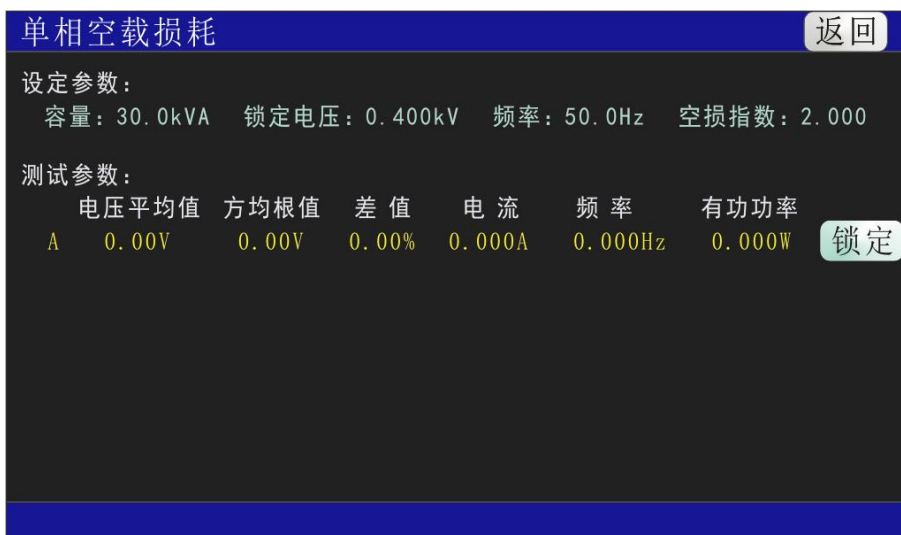 单相空载损耗 返回
设定参数：
容量：30.0kVA 锁定电压：0.400kV 频率：50.0Hz 空损指数：2.000
测试参数：
电压平均值 方均根值 差 值 电 流 频 率 有功功率
A 0.00V 0.00V 0.00% 0.000A 0.000Hz 0.000W 锁定